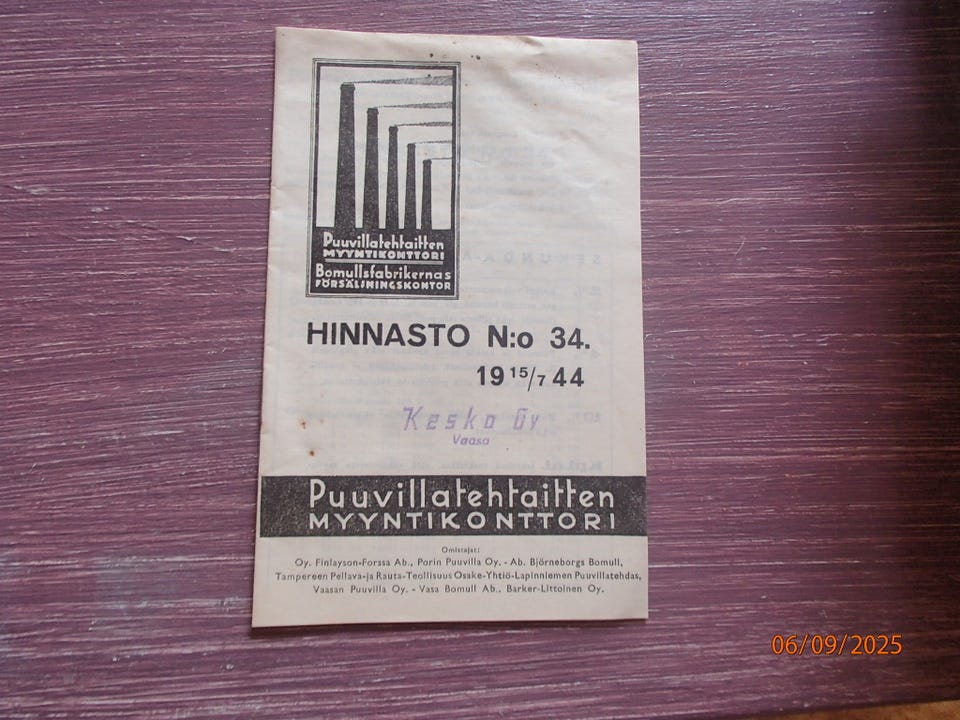 Puuvillatehtaitten
MYYNTIKONTTORI
Bomullsfabrikernas
FÖRSÄLJNINGSKONTOR
HINNASTO N:o 34.
19 15/7 44
Kesko Oy
Vaasa
Puuvillatehtaitten
MYYNTIKONTTORI
Omistajat:
Oy. Finlayson-Forssa Ab., Porin Puuvilla Oy. - Ab. Björneborgs Bomull,
Tampereen Pellava-ja Rauta-Teollisuus Osake-Yhtiö-Lapinniemen Puuvillatehdas,
Vaasan Puuvilla Oy. - Vasa Bomull Ab., Barker-Littoinen Oy.
06/09/2025